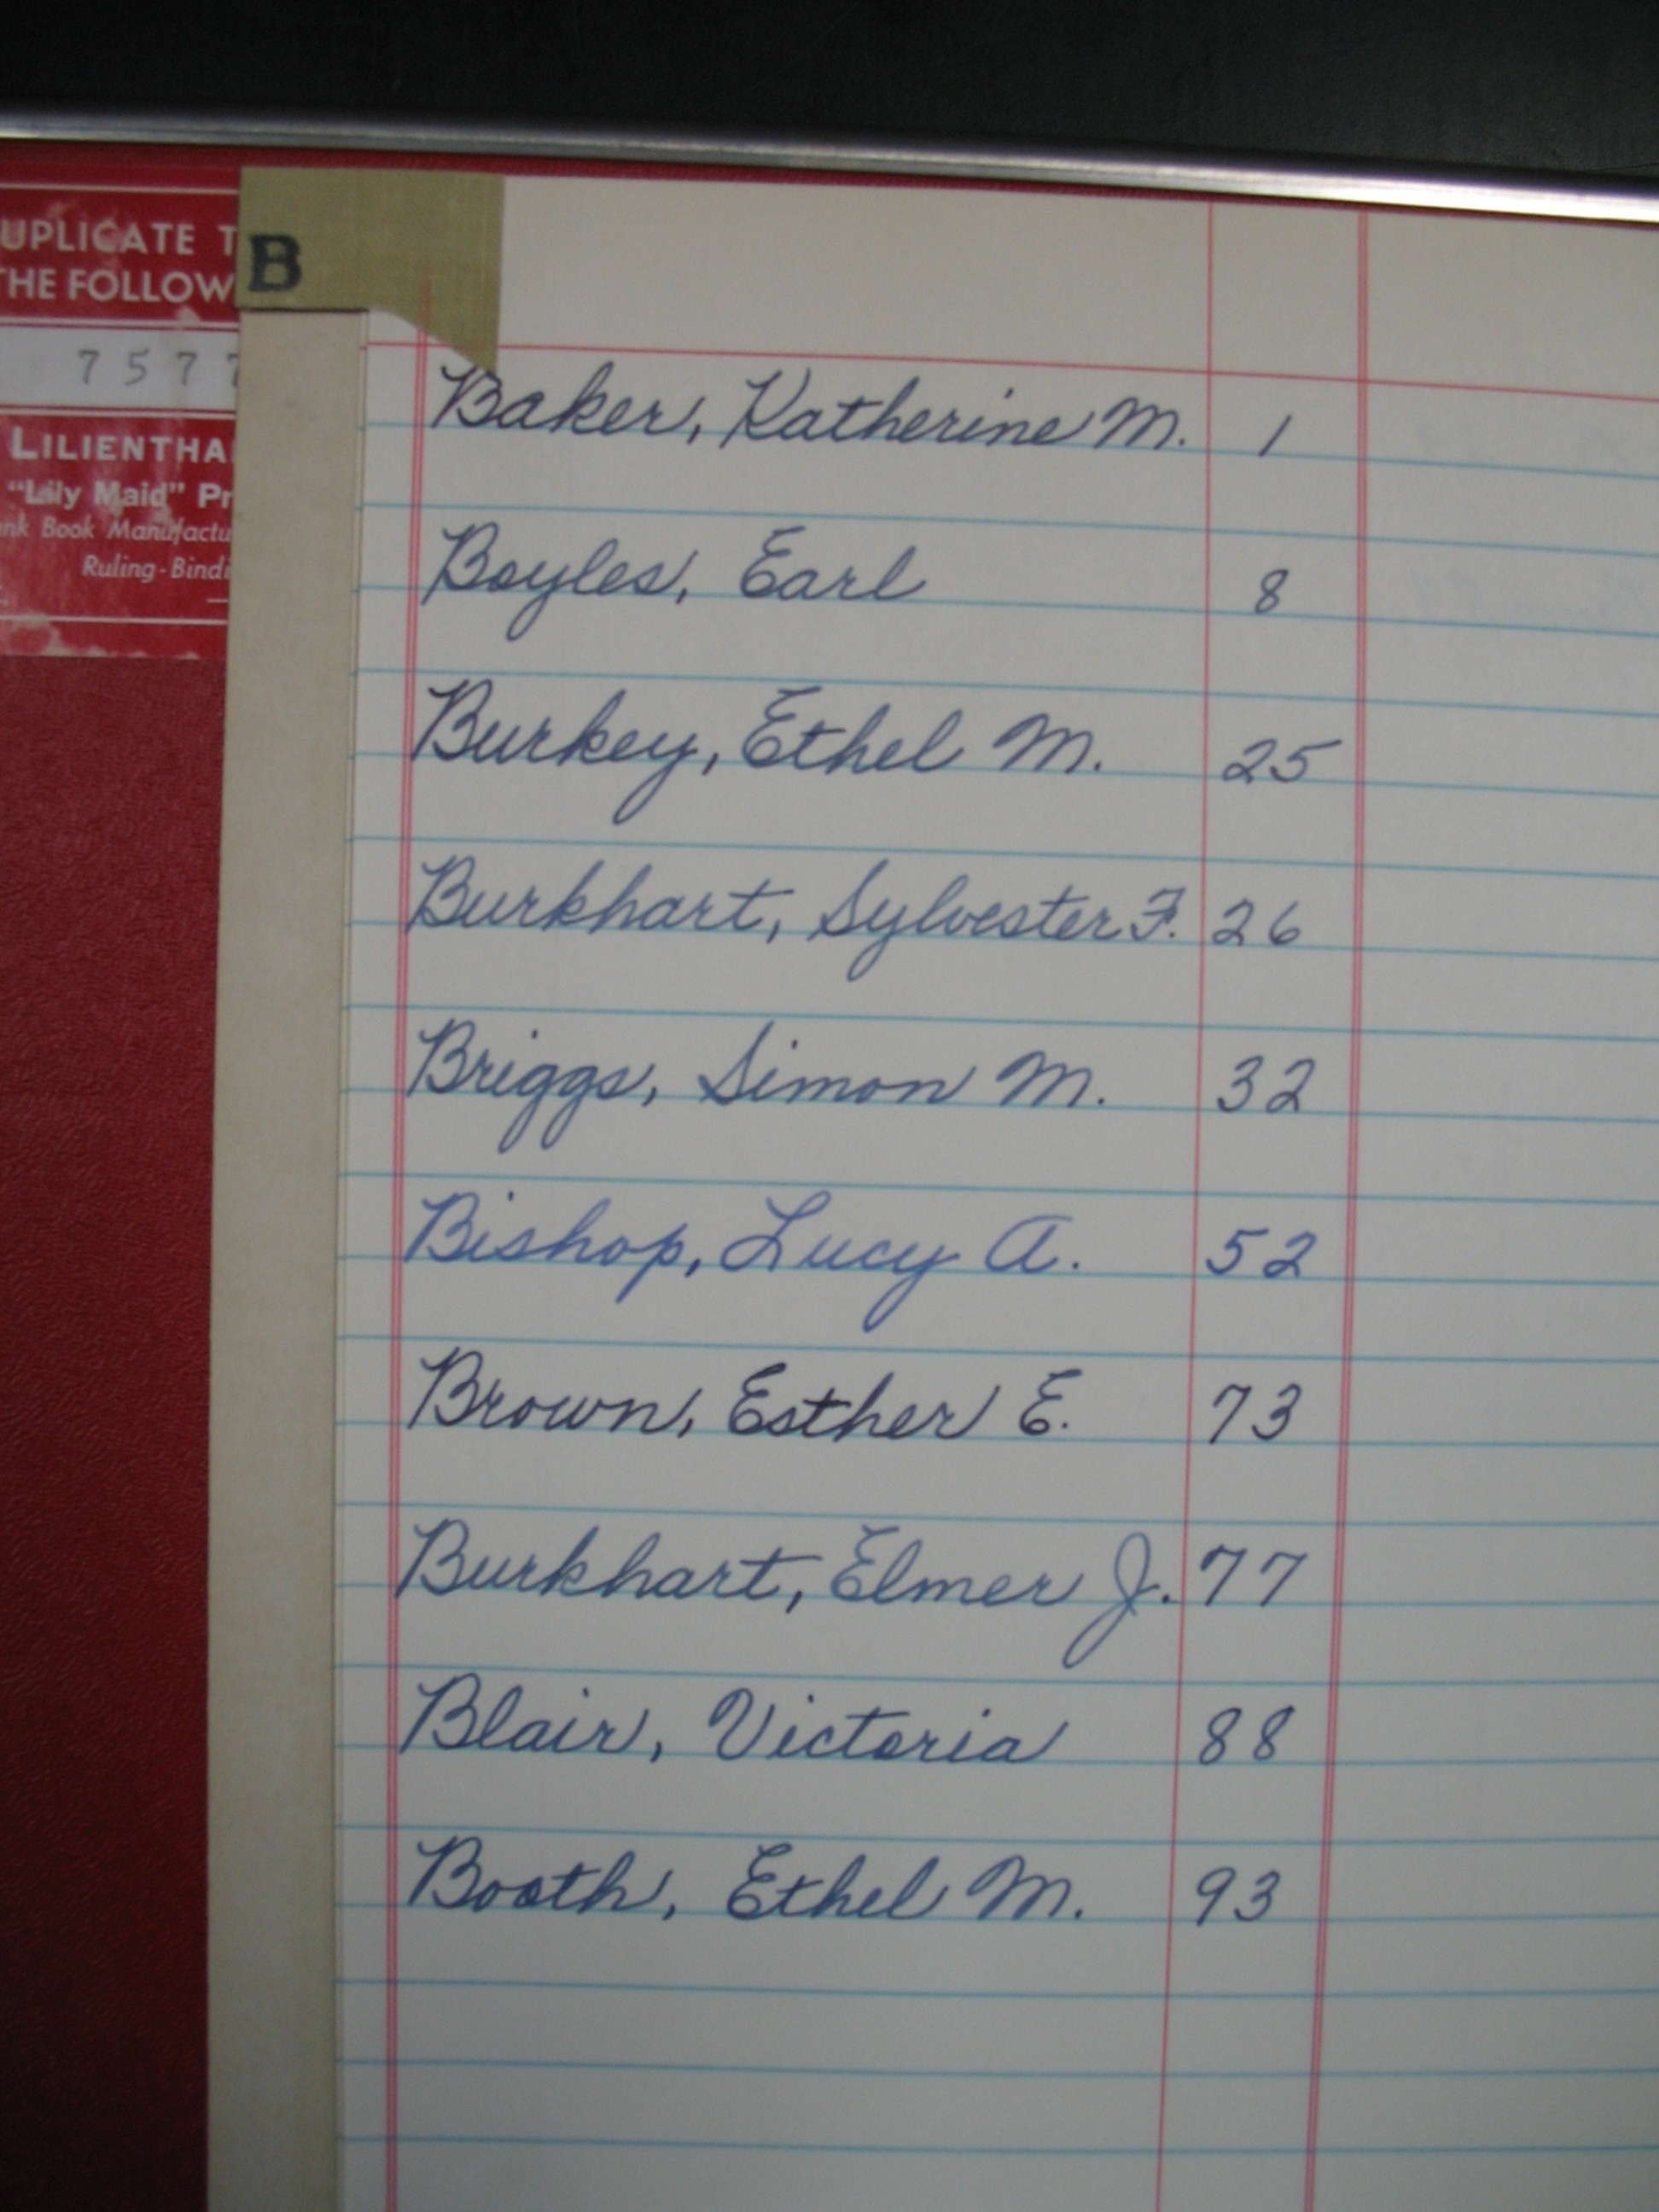 UPLICATE T
THE FOLLOW
7577
LILIENTHA
"Lily Maid" Pr
ank Book Manufactu
Ruling-Bindi
B
Baker, Katherine M. 1
Boyles, Earl 8
Burkey, Ethel M. 25
Burkhart, Sylvester F. 26
Briggs, Simon M. 32
Bishop, Lucy A. 52
Brown, Esther E. 73
Burkhart, Elmer J. 77
Blair, Victoria 88
Booth, Ethel M. 93